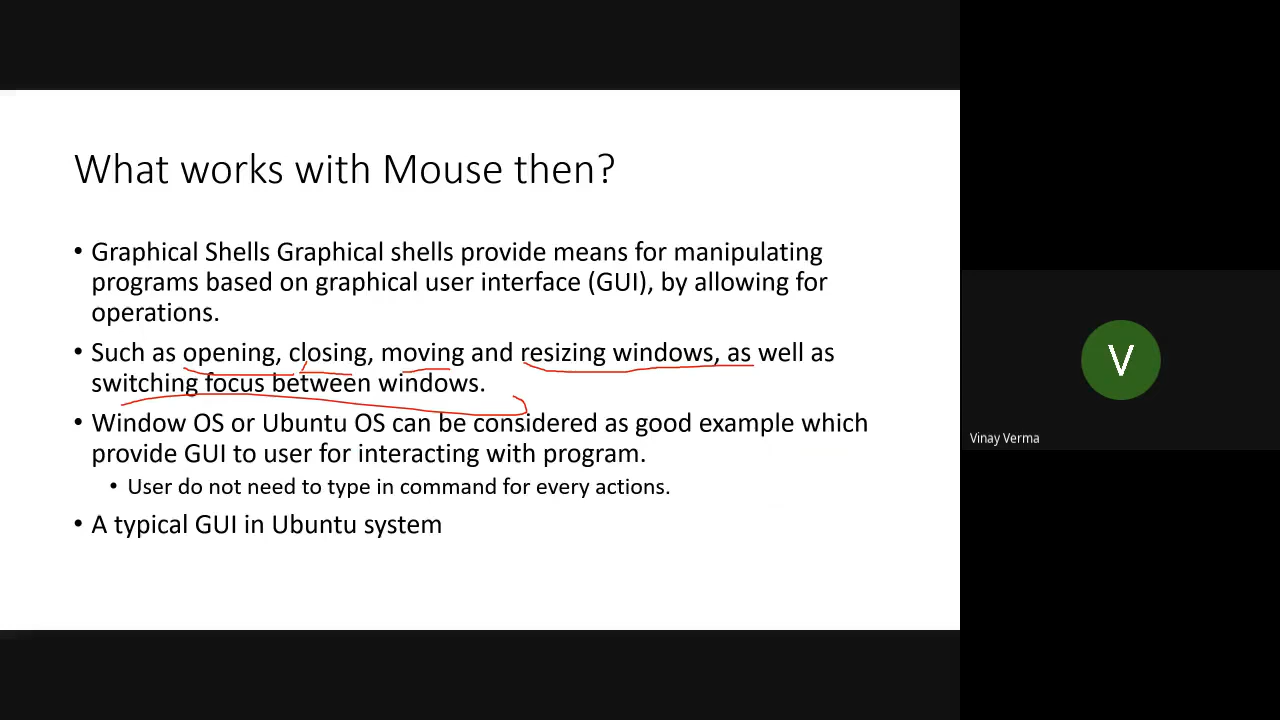 What works with Mouse then?
• Graphical Shells Graphical shells provide means for manipulating
programs based on graphical user interface (GUI), by allowing for
operations.
• Such as opening, closing, moving and resizing windows, as well as
switching focus between windows.
• Window OS or Ubuntu OS can be considered as good example which
provide GUI to user for interacting with program.
• User do not need to type in command for every actions.
• A typical GUI in Ubuntu system
V
Vinay Verma